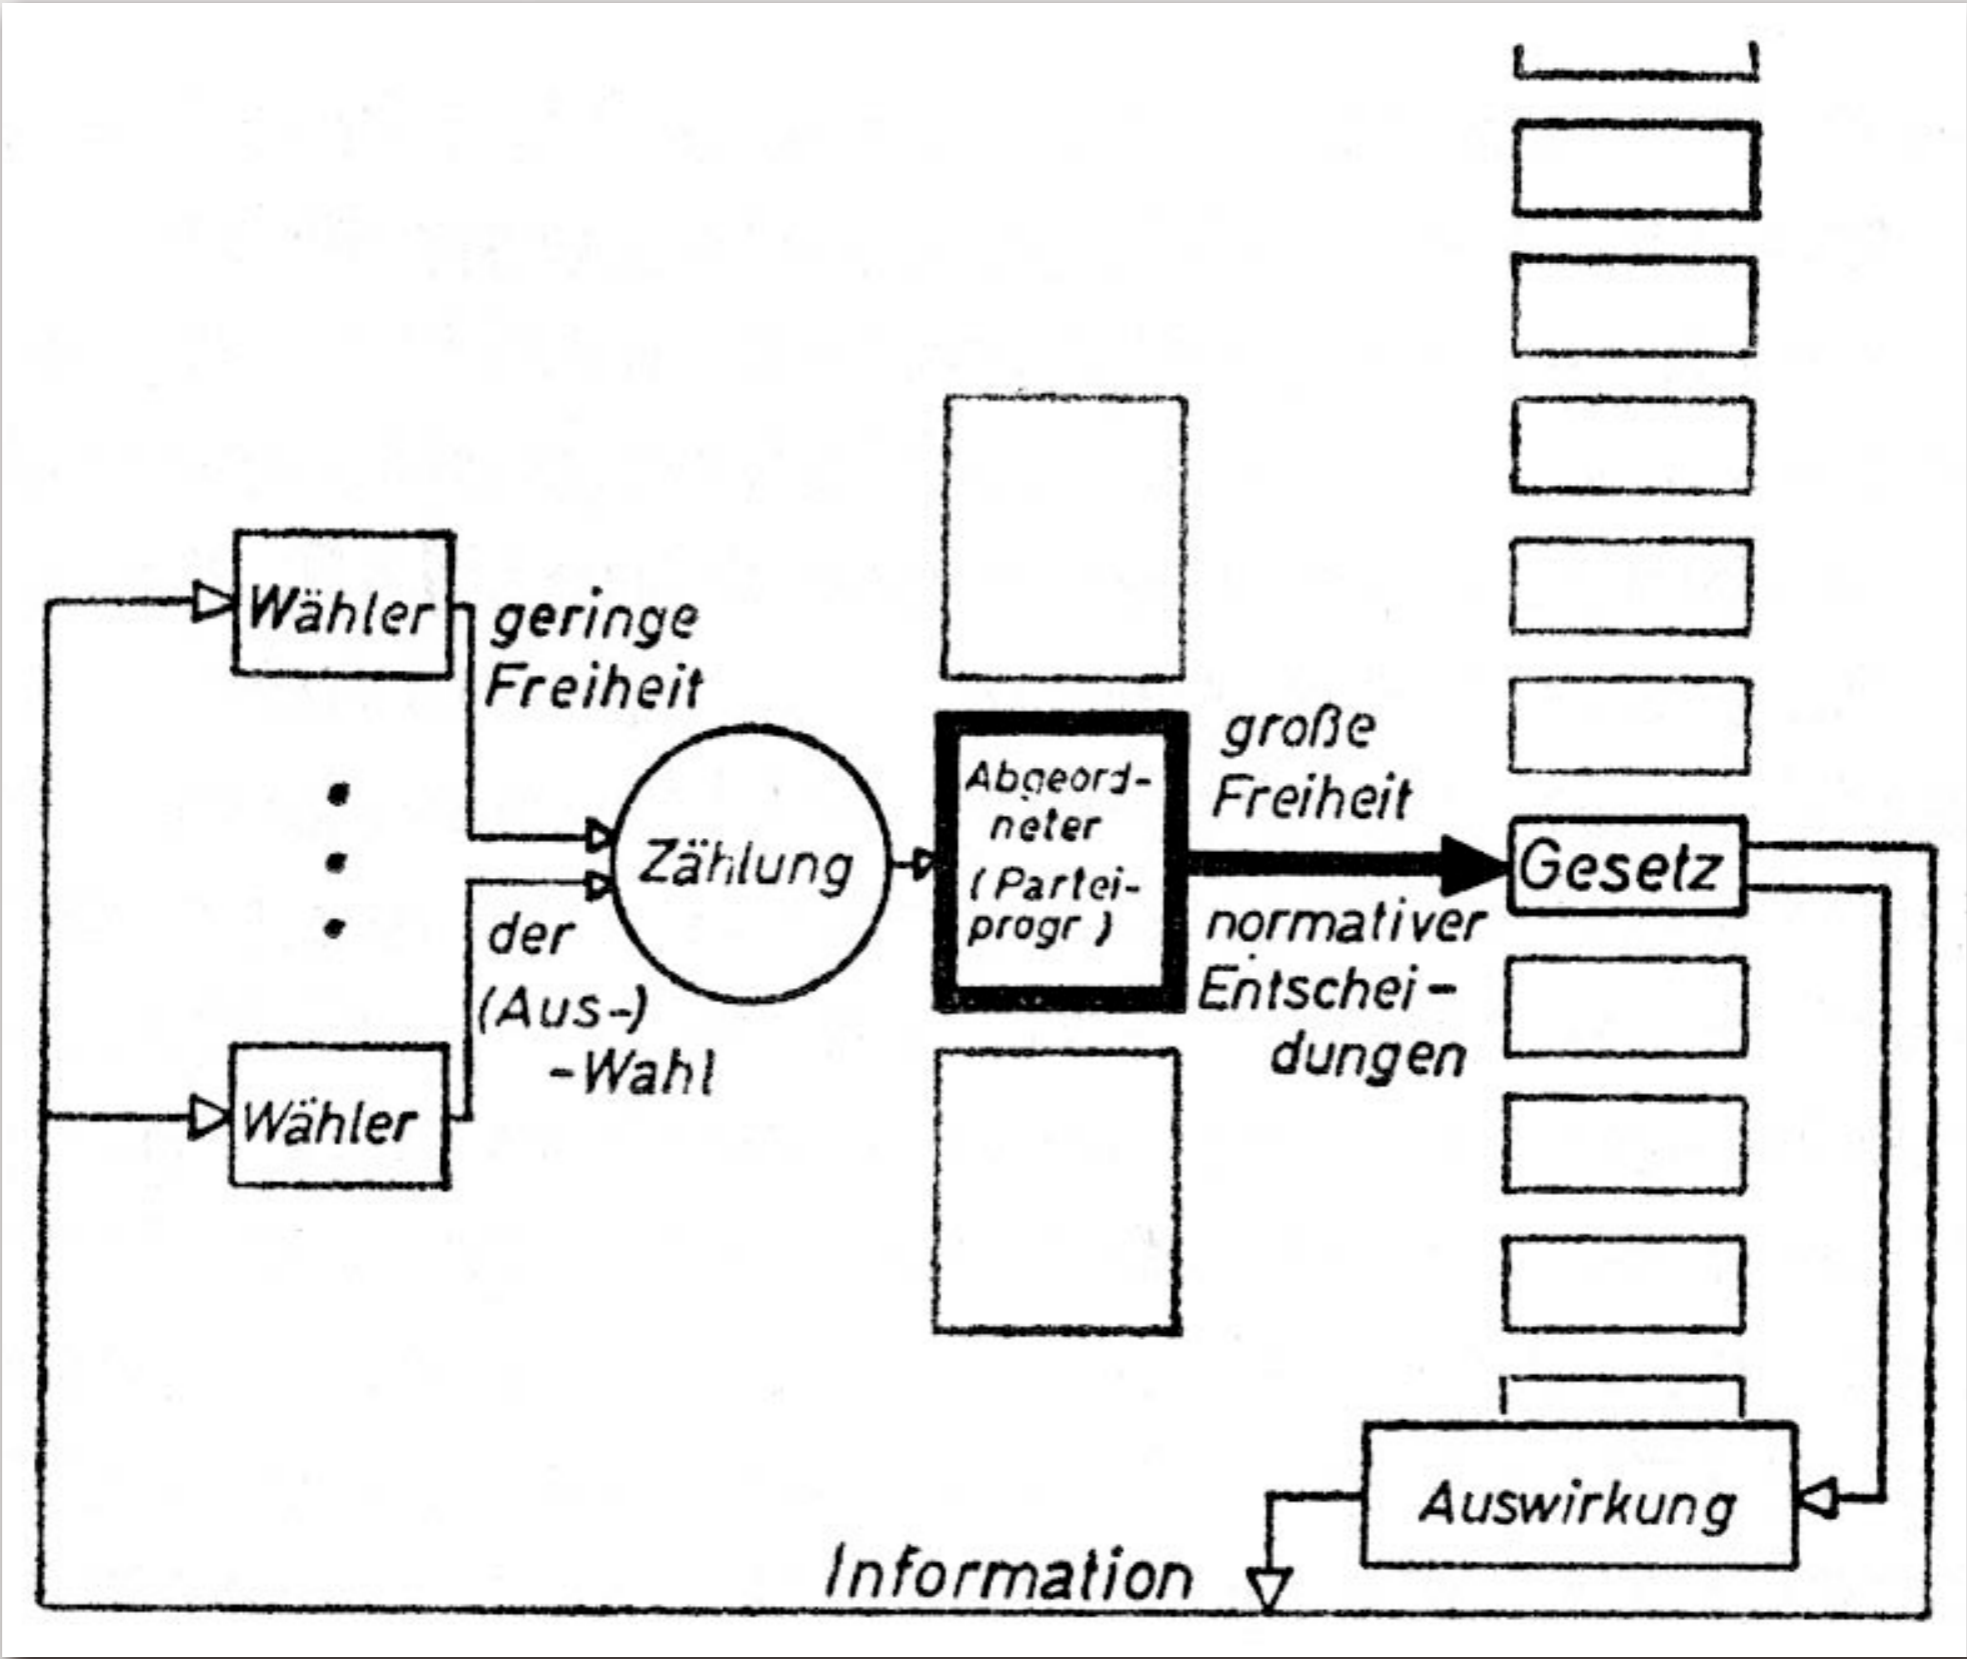 Wähler
geringe
Freiheit
Zählung
der
(Aus-)
-Wahl
Wähler
Abgeord-
neter
(Partei-
progr.)
große
Freiheit
normativer
Entschei-
dungen
Gesetz
Auswirkung
Information